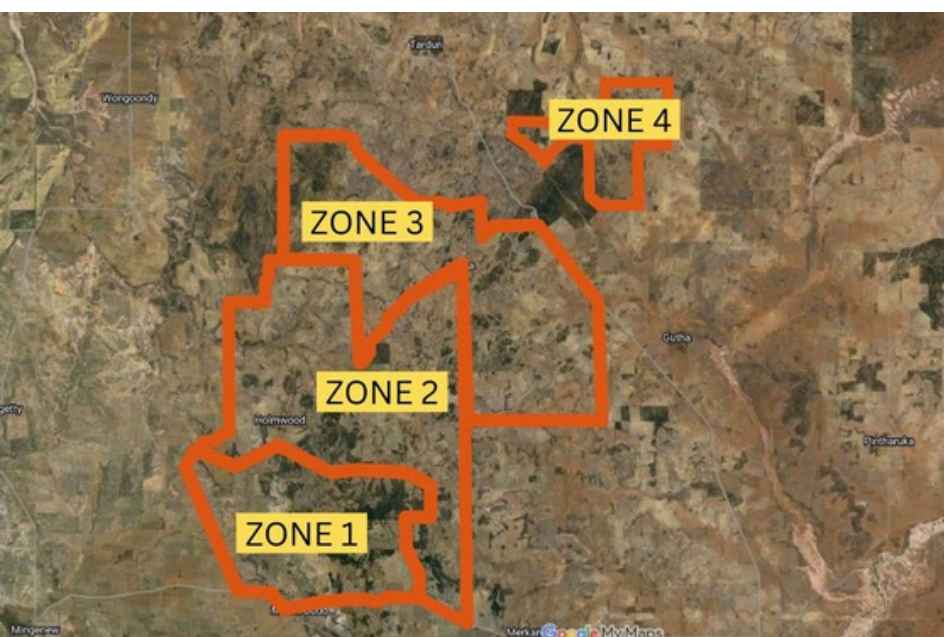 Tardun
Wongoondy
ZONE 4
ZONE 3
Gutha
ZONE 2
Holmwood
Pintharuka
ZONE 1
Mingenew
Google My Maps